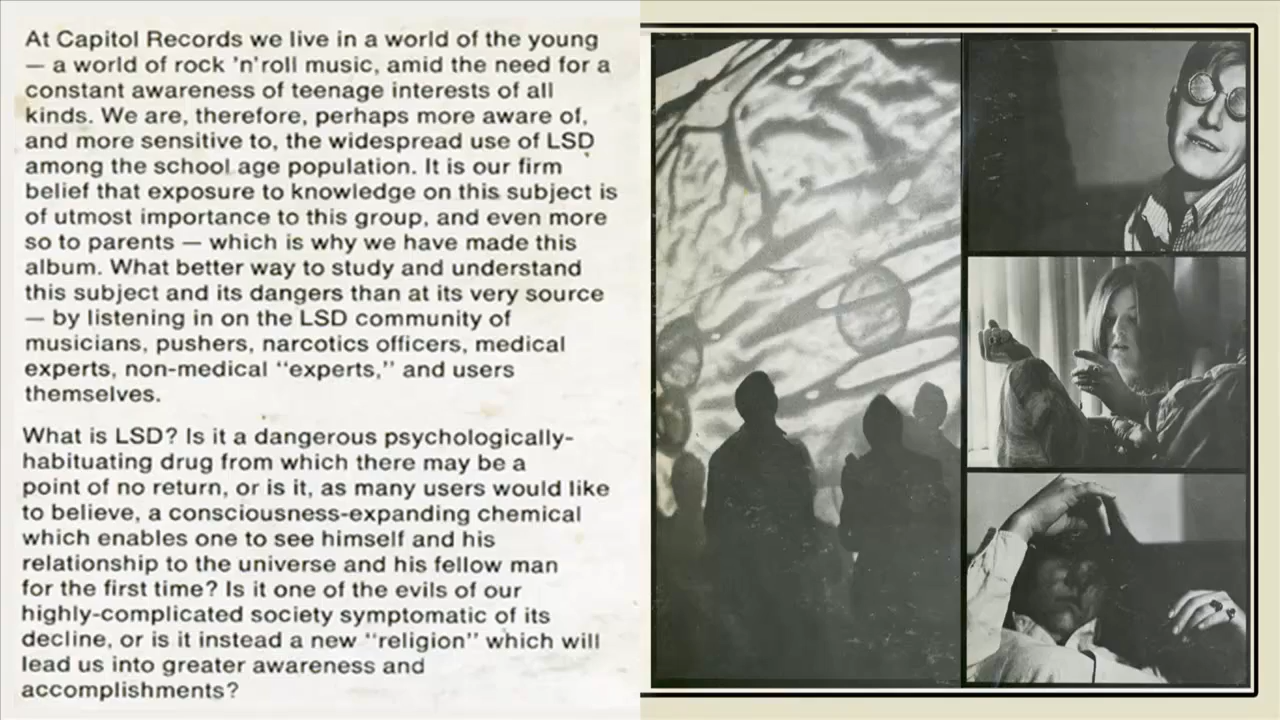 At Capitol Records we live in a world of the young
— a world of rock 'n'roll music, amid the need for a
constant awareness of teenage interests of all
kinds. We are, therefore, perhaps more aware of,
and more sensitive to, the widespread use of LSD
among the school age population. It is our firm
belief that exposure to knowledge on this subject is
of utmost importance to this group, and even more
so to parents — which is why we have made this
album. What better way to study and understand
this subject and its dangers than at its very source
— by listening in on the LSD community of
musicians, pushers, narcotics officers, medical
experts, non-medical "experts," and users
themselves.
What is LSD? Is it a dangerous psychologically-
habituating drug from which there may be a
point of no return, or is it, as many users would like
to believe, a consciousness-expanding chemical
which enables one to see himself and his
relationship to the universe and his fellow man
for the first time? Is it one of the evils of our
highly-complicated society symptomatic of its
decline, or is it instead a new "religion" which will
lead us into greater awareness and
accomplishments?